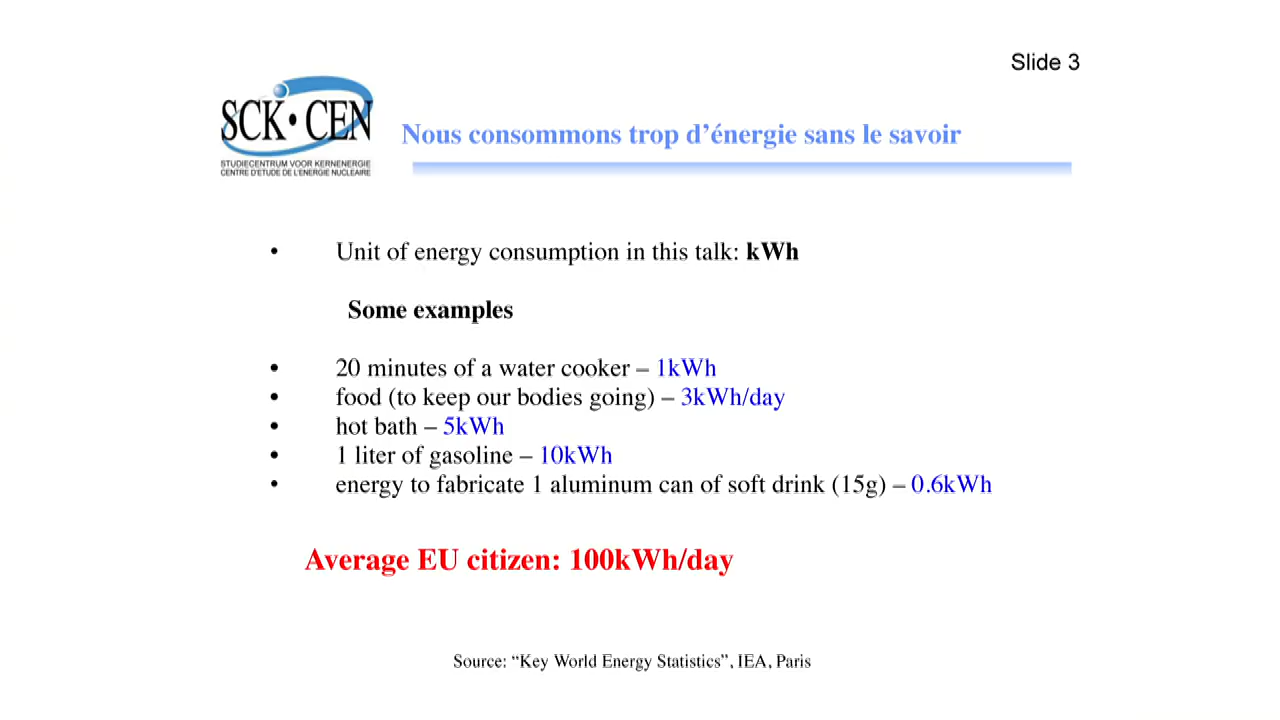 Slide 3
SCK•CEN
STUDIECENTRUM VOOR KERNENERGIE
CENTRE D'ETUDE DE L'ENERGIE NUCLEAIRE
Nous consommons trop d’énergie sans le savoir
• Unit of energy consumption in this talk: kWh
Some examples
• 20 minutes of a water cooker – 1kWh
• food (to keep our bodies going) – 3kWh/day
• hot bath – 5kWh
• 1 liter of gasoline – 10kWh
• energy to fabricate 1 aluminum can of soft drink (15g) – 0.6kWh
Average EU citizen: 100kWh/day
Source: “Key World Energy Statistics”, IEA, Paris